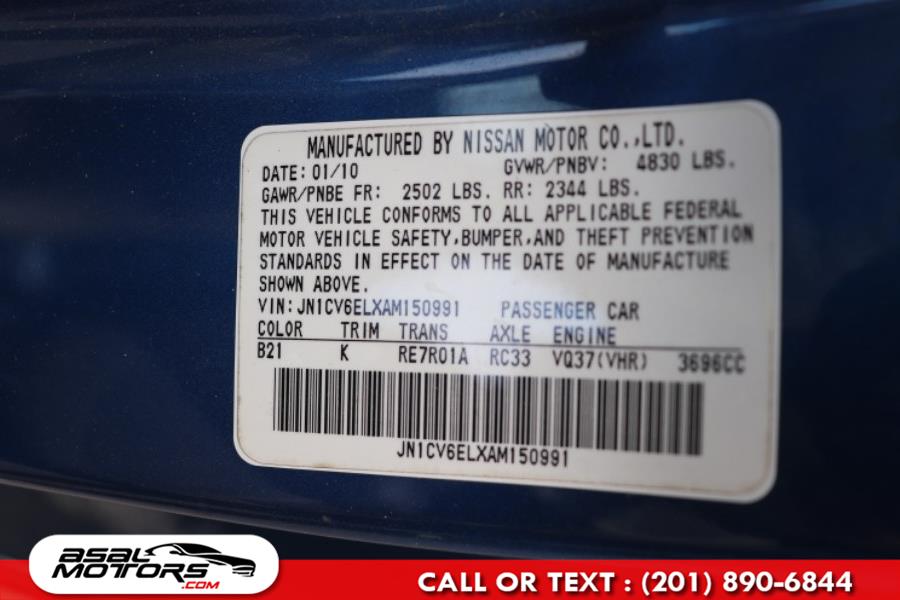 MANUFACTURED BY NISSAN MOTOR CO.,LTD.
DATE: 01/10 GVWR/PNBV: 4830 LBS.
GAWR/PNBE FR: 2502 LBS. RR: 2344 LBS.
THIS VEHICLE CONFORMS TO ALL APPLICABLE FEDERAL
MOTOR VEHICLE SAFETY,BUMPER,AND THEFT PREVENTION
STANDARDS IN EFFECT ON THE DATE OF MANUFACTURE
SHOWN ABOVE.
VIN:JN1CV6ELXAM150991 PASSENGER CAR
COLOR TRIM TRANS AXLE ENGINE
B21 K RE7R01A RC33 VQ37(VHR) 3696CC
JN1CV6ELXAM150991
ASAL
MOTORS.COM
CALL OR TEXT : (201) 890-6844